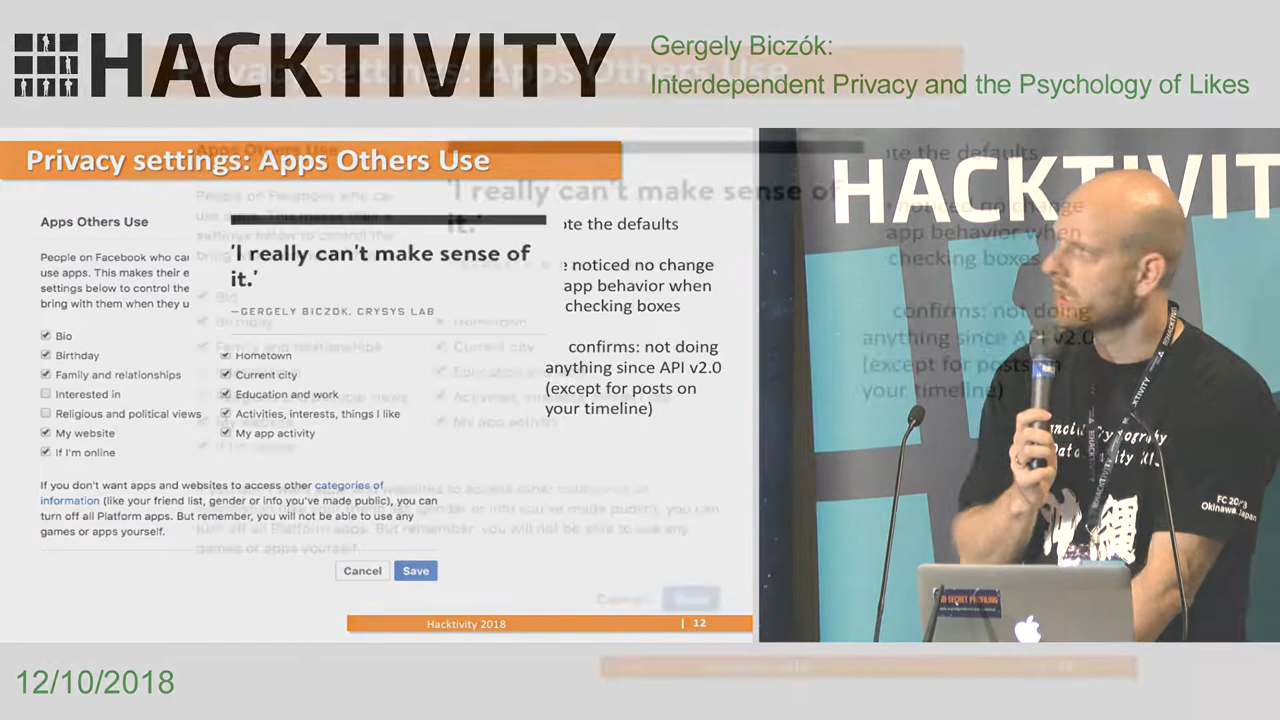 HACKTIVITY
Gergely Biczók:
Interdependent Privacy and the Psychology of Likes
Privacy settings: Apps Others Use
Apps Others Use
People on Facebook who can
use apps. This makes their e
settings below to control the
bring with them when they u
'I really can't make sense of
it.'
—GERGELY BICZOK, CRYSYS LAB
the defaults
noticed no change
app behavior when
checking boxes
confirms: not doing
anything since API v2.0
(except for posts on
your timeline)
Bio
Birthday
Family and relationships
Interested in
Religious and political views
My website
If I'm online
Hometown
Current city
Education and work
Activities, interests, things I like
My app activity
If you don't want apps and websites to access other categories of
information (like your friend list, gender or info you've made public), you can
turn off all Platform apps. But remember, you will not be able to use any
games or apps yourself.
Cancel
Save
Hacktivity 2018
| 12
HACKTIVIT
沖縄
Okinawa, Japan
SECRET PROFILING
12/10/2018